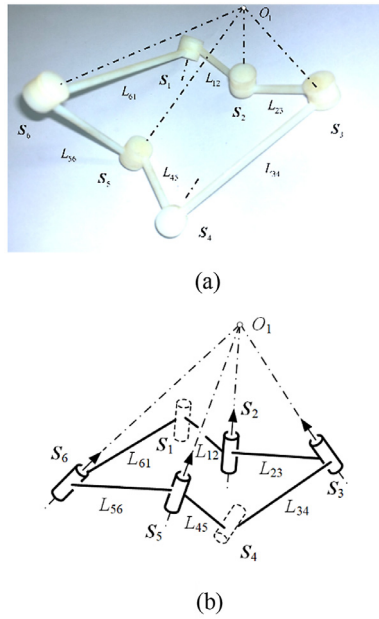 O₁
S₁
L₁₂
L₆₁
S₂
L₂₃
S₆
S₃
L₅₆
S₅
L₄₅
L₃₄
S₄
(a)
O₁
S₂
S₁
S₆
L₁₂
L₆₁
L₂₃
S₃
L₅₆
L₃₄
S₅
L₄₅
S₄
(b)